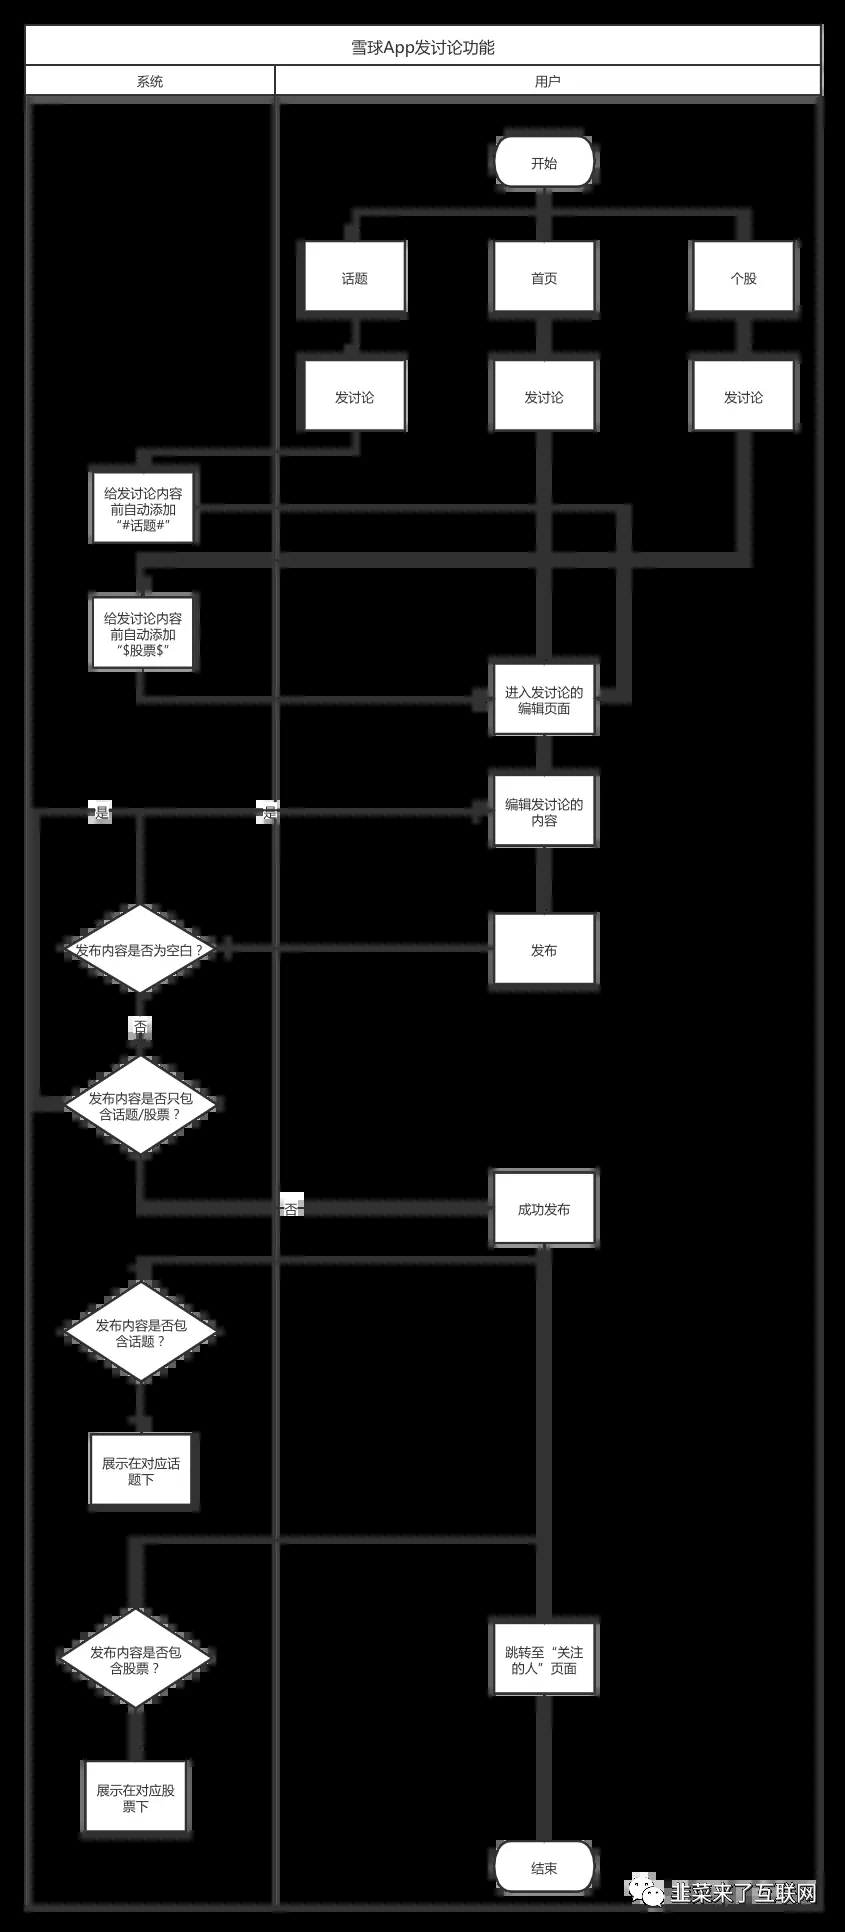 雪球App发讨论功能
系统
用户
开始
话题
首页
个股
发讨论
发讨论
发讨论
给发讨论内容
前自动添加
“#话题#”
给发讨论内容
前自动添加
“$股票$”
进入发讨论的
编辑页面
是
是
编辑发讨论的
内容
发布内容是否为空白？
发布
否
发布内容是否只包
含话题/股票？
否
成功发布
发布内容是否包
含话题？
展示在对应话
题下
发布内容是否包
含股票？
跳转至“关注
的人”页面
展示在对应股
票下
结束
韭菜来了互联网